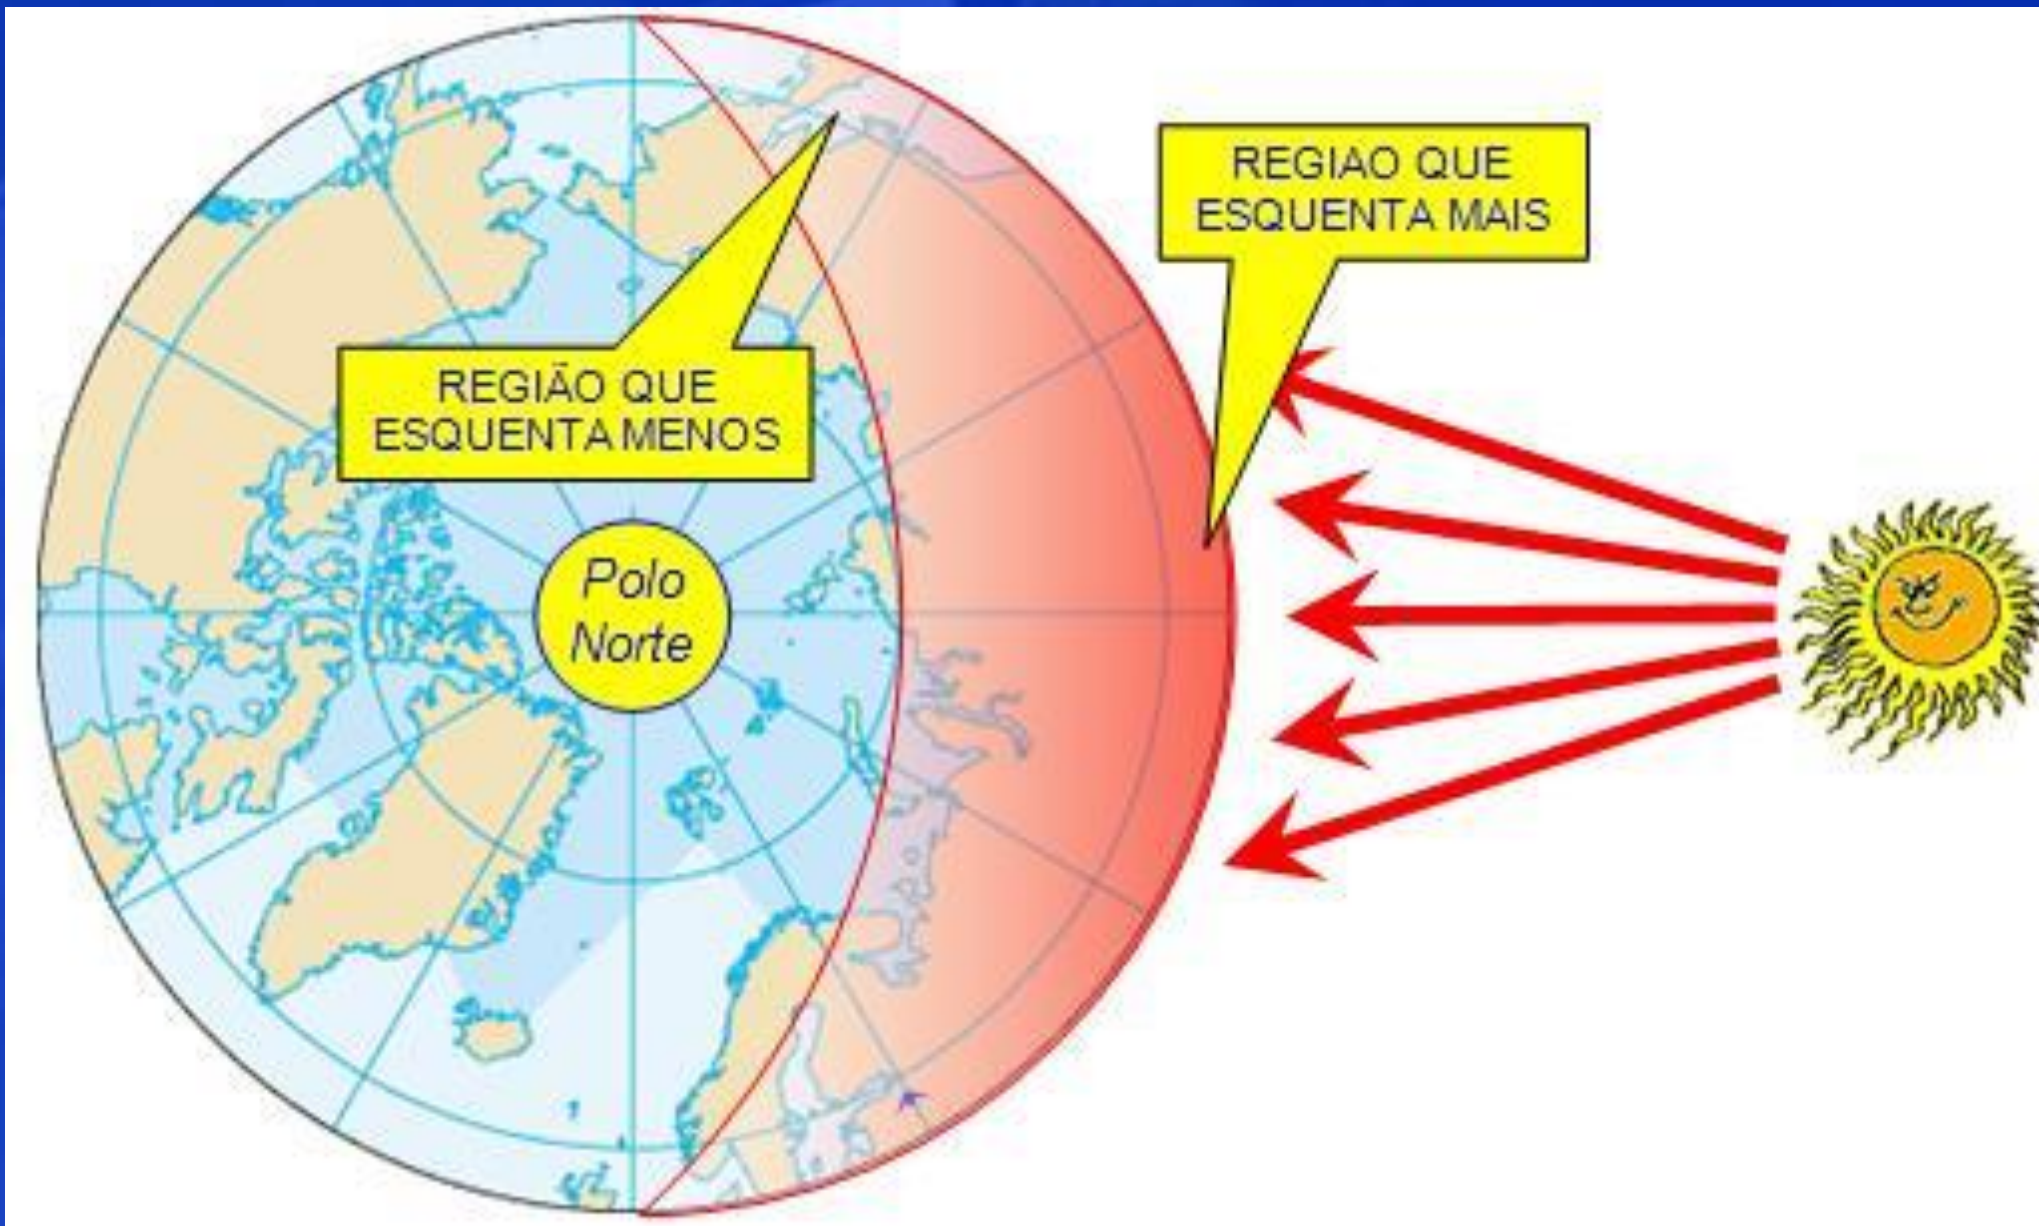 REGIAO QUE
ESQUENTA MAIS
REGIÃO QUE
ESQUENTA MENOS
Polo
Norte